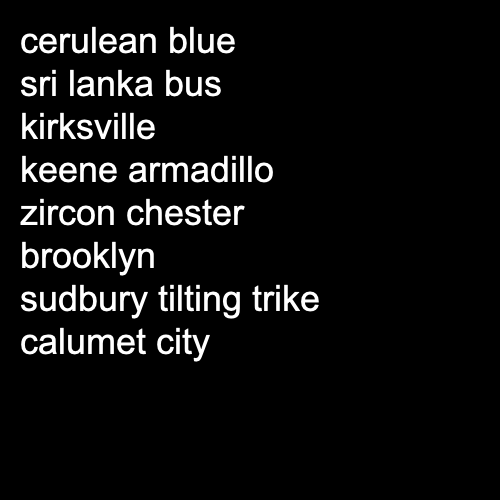 cerulean blue
sri lanka bus
kirksville
keene armadillo
zircon chester
brooklyn
sudbury tilting trike
calumet city